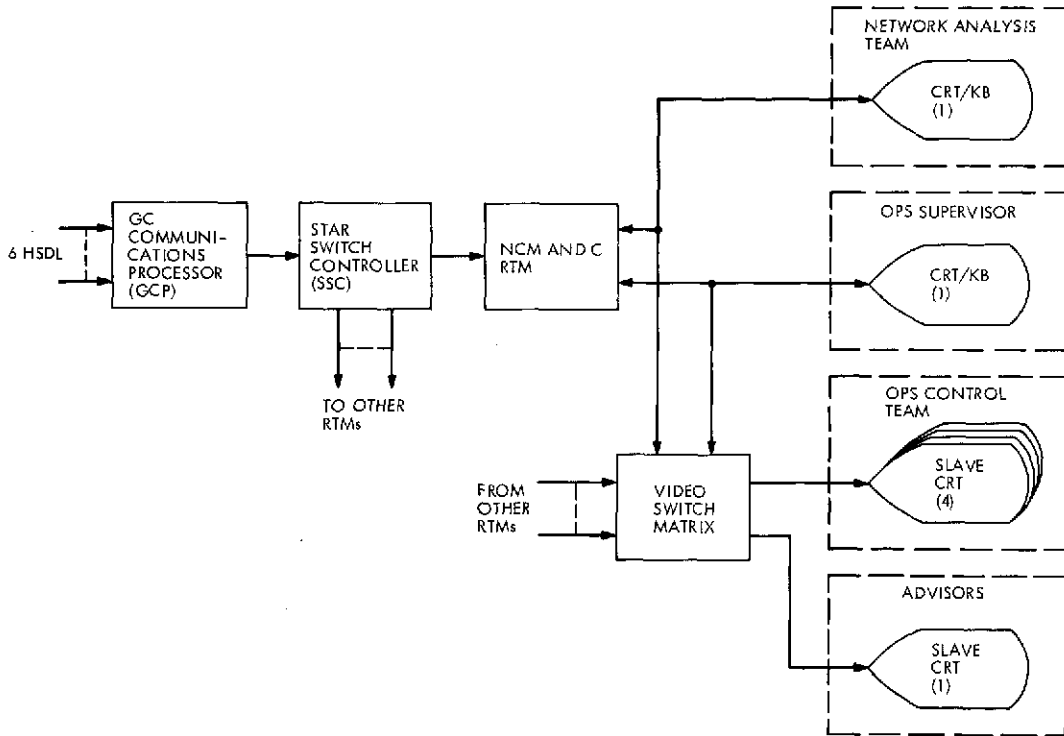 NETWORK ANALYSIS
TEAM
CRT/KB
(1)
OPS SUPERVISOR
CRT/KB
(1)
6 HSDL
GC
COMMUNI-
CATIONS
PROCESSOR
(GCP)
STAR
SWITCH
CONTROLLER
(SSC)
NCM AND C
RTM
TO OTHER
RTMs
OPS CONTROL
TEAM
SLAVE
CRT
(4)
FROM
OTHER
RTMs
VIDEO
SWITCH
MATRIX
ADVISORS
SLAVE
CRT
(1)